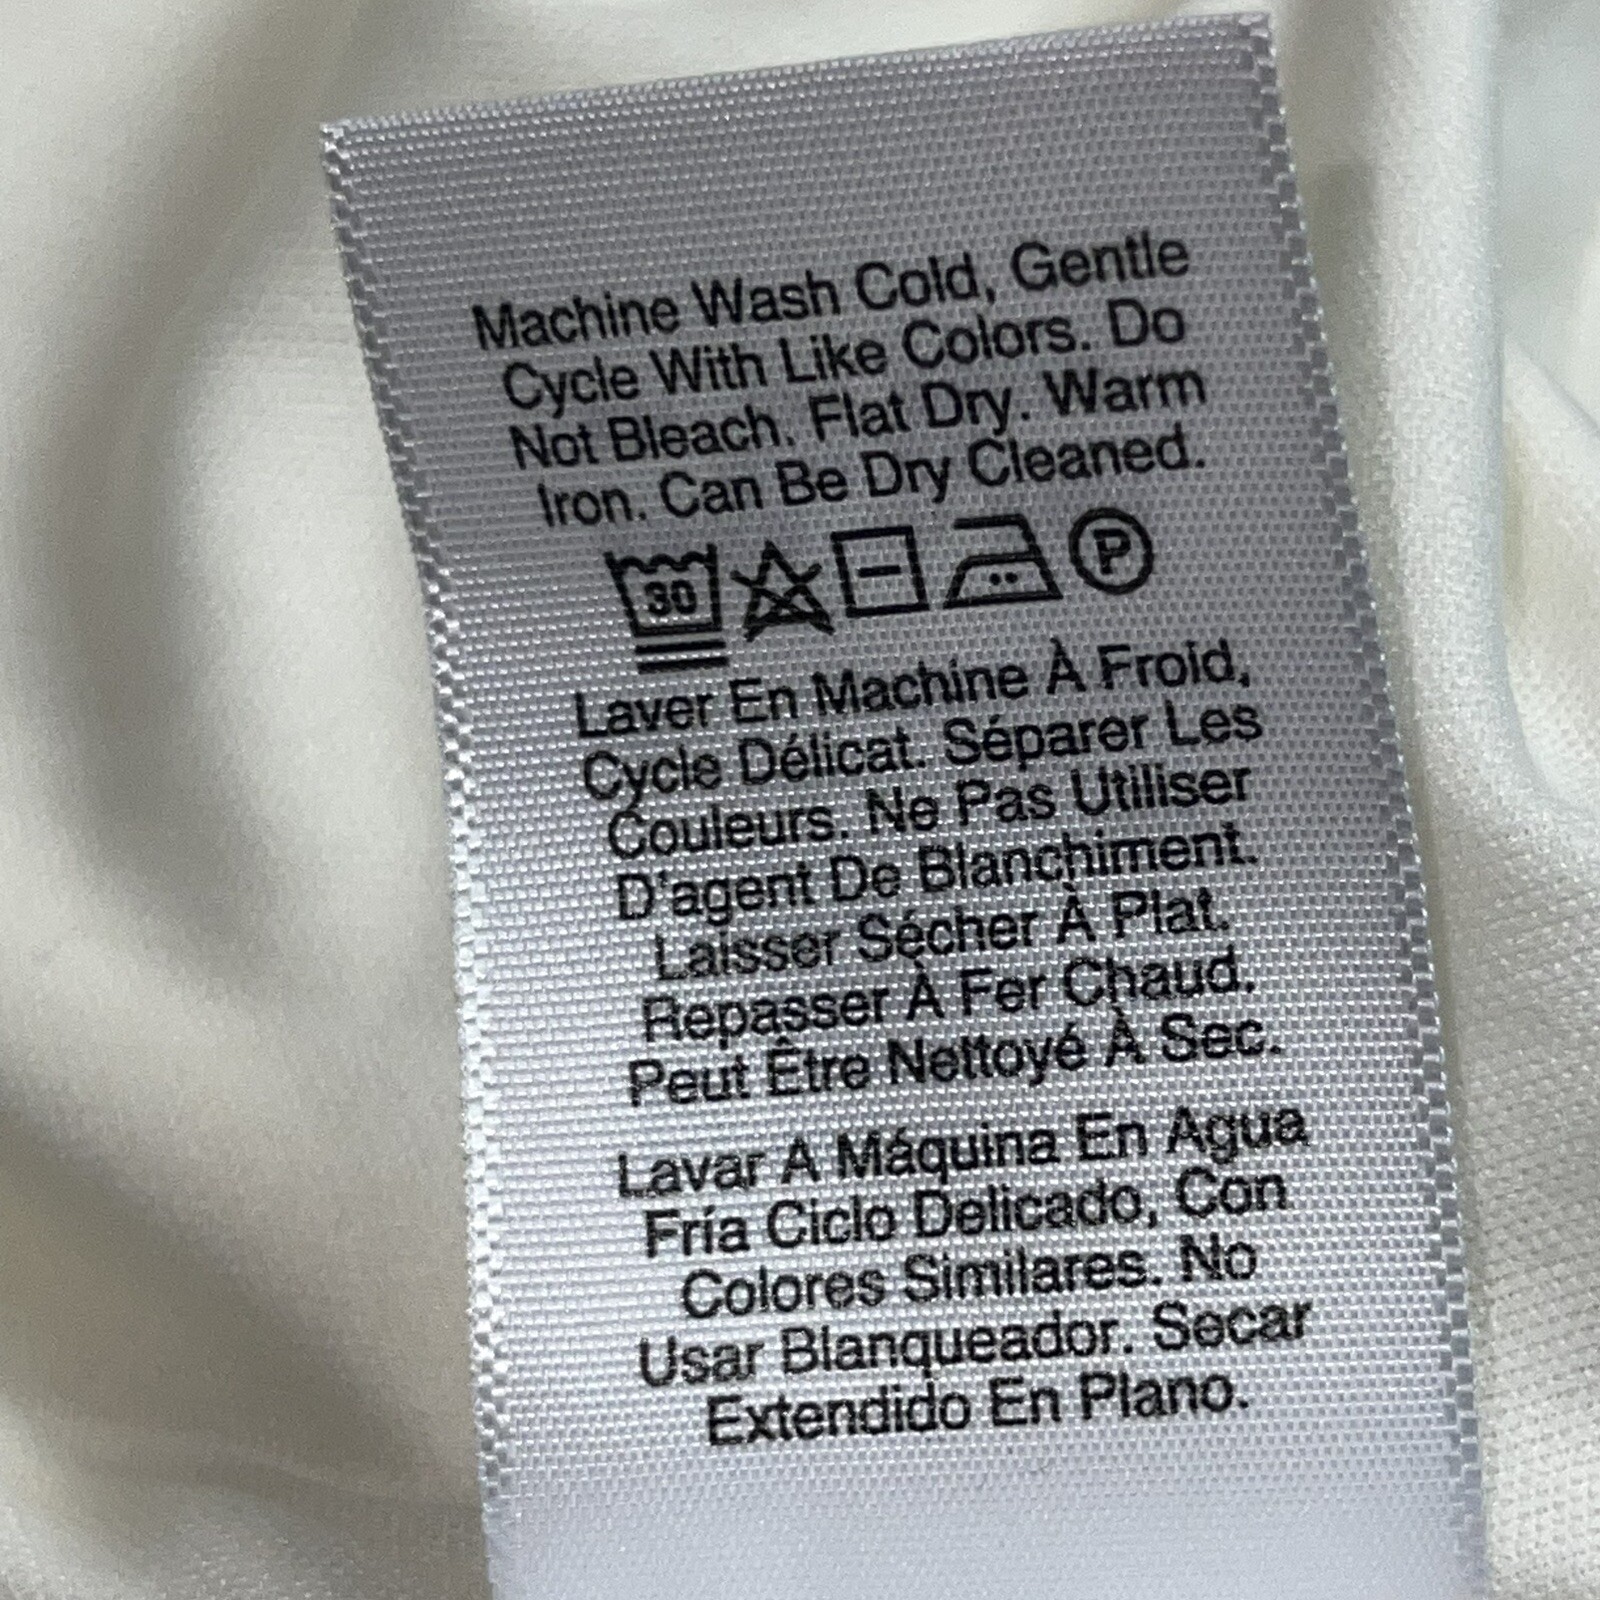 Machine Wash Cold, Gentle
Cycle With Like Colors. Do
Not Bleach. Flat Dry. Warm
Iron. Can Be Dry Cleaned.
30 P
Laver En Machine À Froid,
Cycle Délicat. Séparer Les
Couleurs. Ne Pas Utiliser
D'agent De Blanchiment.
Laisser Sécher À Plat.
Repasser À Fer Chaud.
Peut Être Nettoyé À Sec.
Lavar A Máquina En Agua
Fría Ciclo Delicado, Con
Colores Similares. No
Usar Blanqueador. Secar
Extendido En Plano.